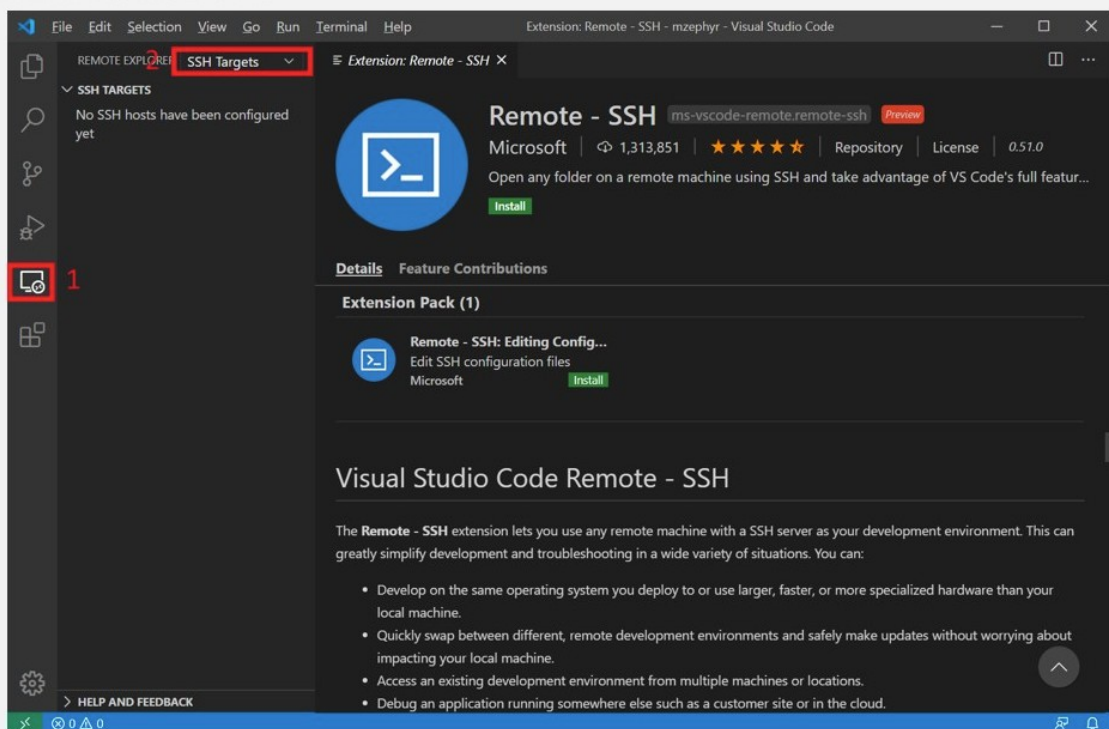 File Edit Selection View Go Run Terminal Help Extension: Remote - SSH - mzephyr - Visual Studio Code
REMOTE EXPLORER 2 SSH Targets
Extension: Remote - SSH
SSH TARGETS
No SSH hosts have been configured
yet
1
HELP AND FEEDBACK
Remote - SSH ms-vscode-remote.remote-ssh Preview
Microsoft 1,313,851 Repository License 0.51.0
Open any folder on a remote machine using SSH and take advantage of VS Code's full featur...
Install
Details Feature Contributions
Extension Pack (1)
Remote - SSH: Editing Config...
Edit SSH configuration files
Microsoft Install
Visual Studio Code Remote - SSH
The Remote - SSH extension lets you use any remote machine with a SSH server as your development environment. This can
greatly simplify development and troubleshooting in a wide variety of situations. You can:
• Develop on the same operating system you deploy to or use larger, faster, or more specialized hardware than your
local machine.
• Quickly swap between different, remote development environments and safely make updates without worrying about
impacting your local machine.
• Access an existing development environment from multiple machines or locations.
• Debug an application running somewhere else such as a customer site or in the cloud.
0 0